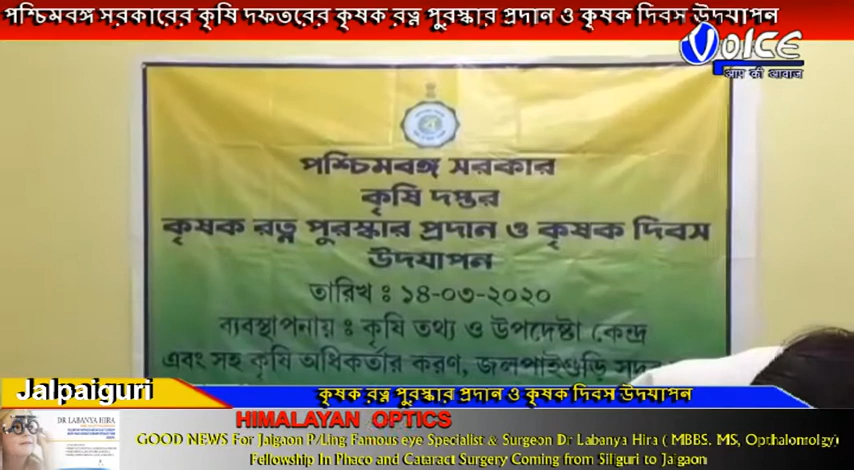 পশ্চিমবঙ্গ সরকারের কৃষি দফতরের কৃষক রত্ন পুরস্কার প্রদান ও কৃষক দিবস উদযাপন
VOICE
आप की आवाज
পশ্চিমবঙ্গ সরকার
কৃষি দপ্তর
কৃষক রত্ন পুরস্কার প্রদান ও কৃষক দিবস
উদযাপন
তারিখ ঃ ১৪-০৩-২০২০
ব্যবস্থাপনায় ঃ কৃষি তথ্য ও উপদেষ্টা কেন্দ্র
এবং সহ কৃষি অধিকর্তার করণ, জলপাইগুড়ি সদর
Jalpaiguri
কৃষক রত্ন পুরস্কার প্রদান ও কৃষক দিবস উদযাপন
DR LABANYA HIRA
HIMALAYAN OPTICS
GOOD NEWS For Jaigaon P/Ling Famous eye Specialist & Surgeon Dr Labanya Hira ( MBBS. MS, Opthalomolgy)
Fellowship In Phaco and Cataract Surgery Coming from Siliguri to Jaigaon